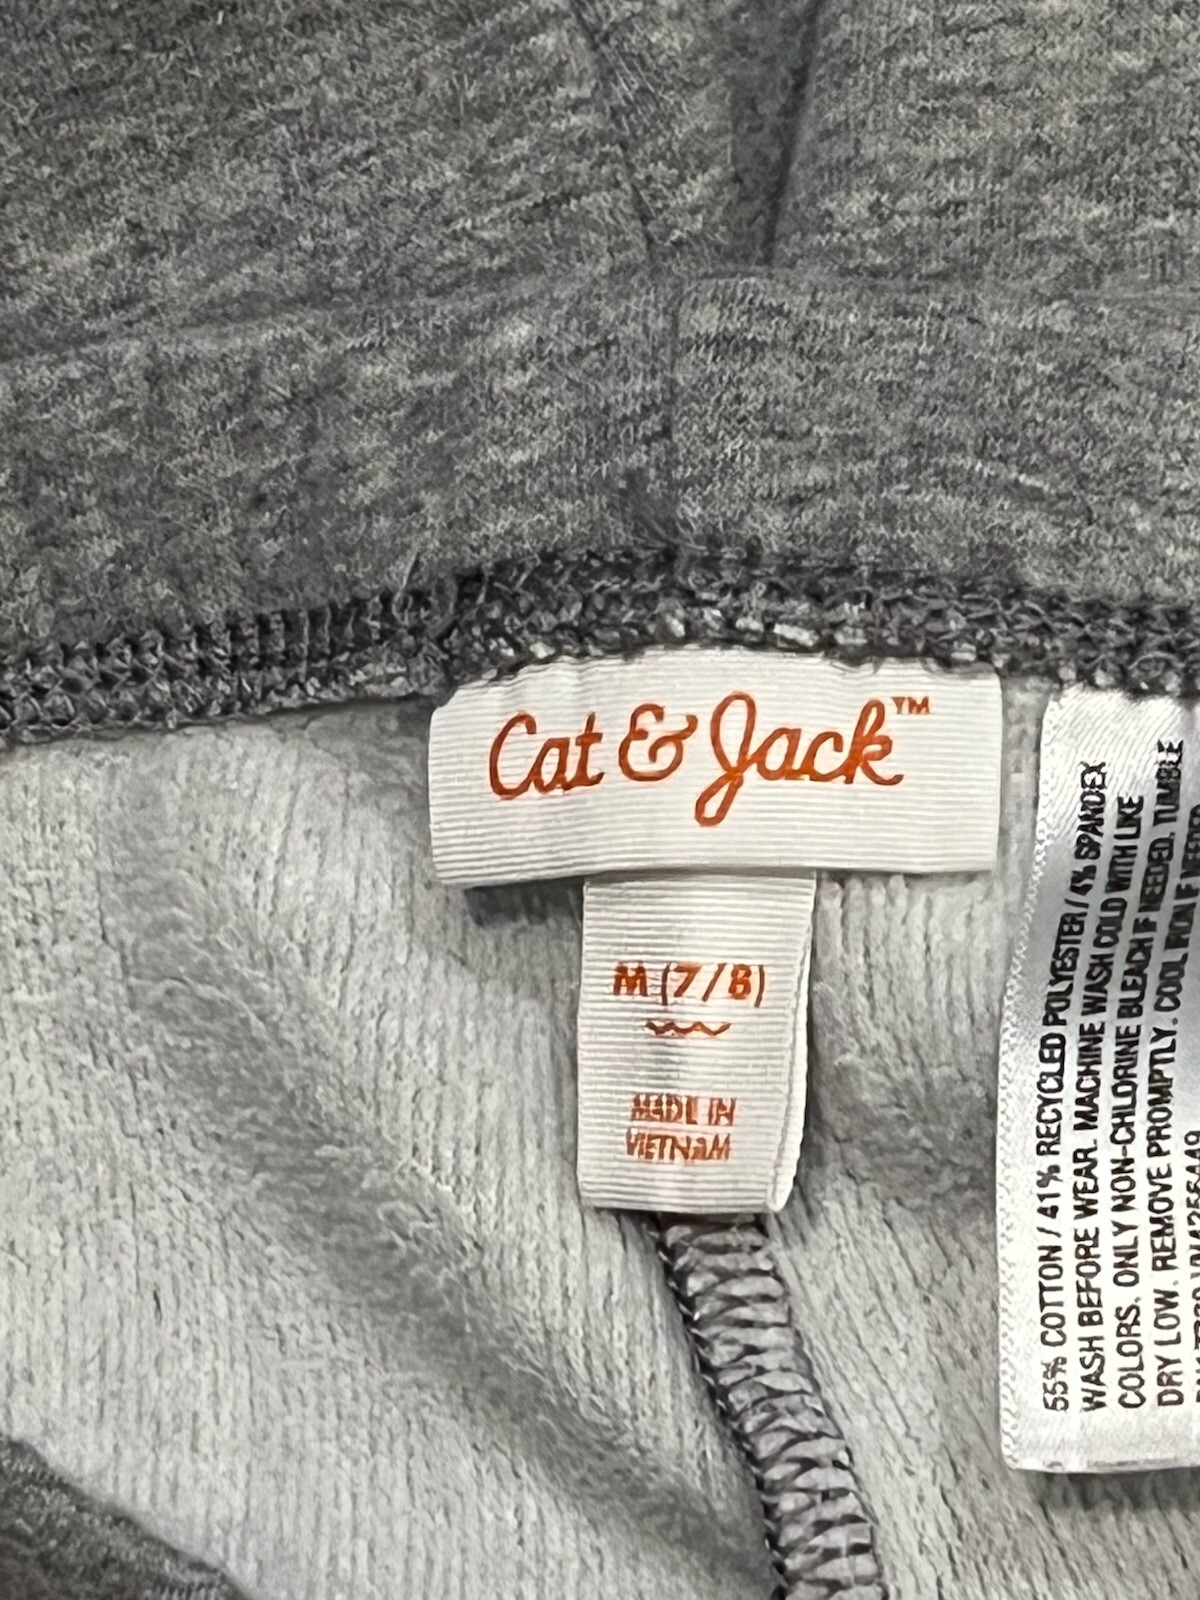 Cat & Jack™
M (7/8)
MADE IN
VIETNAM
55% COTTON / 41% RECYCLED POLYESTER / 4% SPANDEX
WASH BEFORE WEAR. MACHINE WASH COLD WITH LIKE
COLORS. ONLY NON-CHLORINE BLEACH IF NEEDED. TUMBLE
DRY LOW. REMOVE PROMPTLY. COOL IRON IF NEEDED